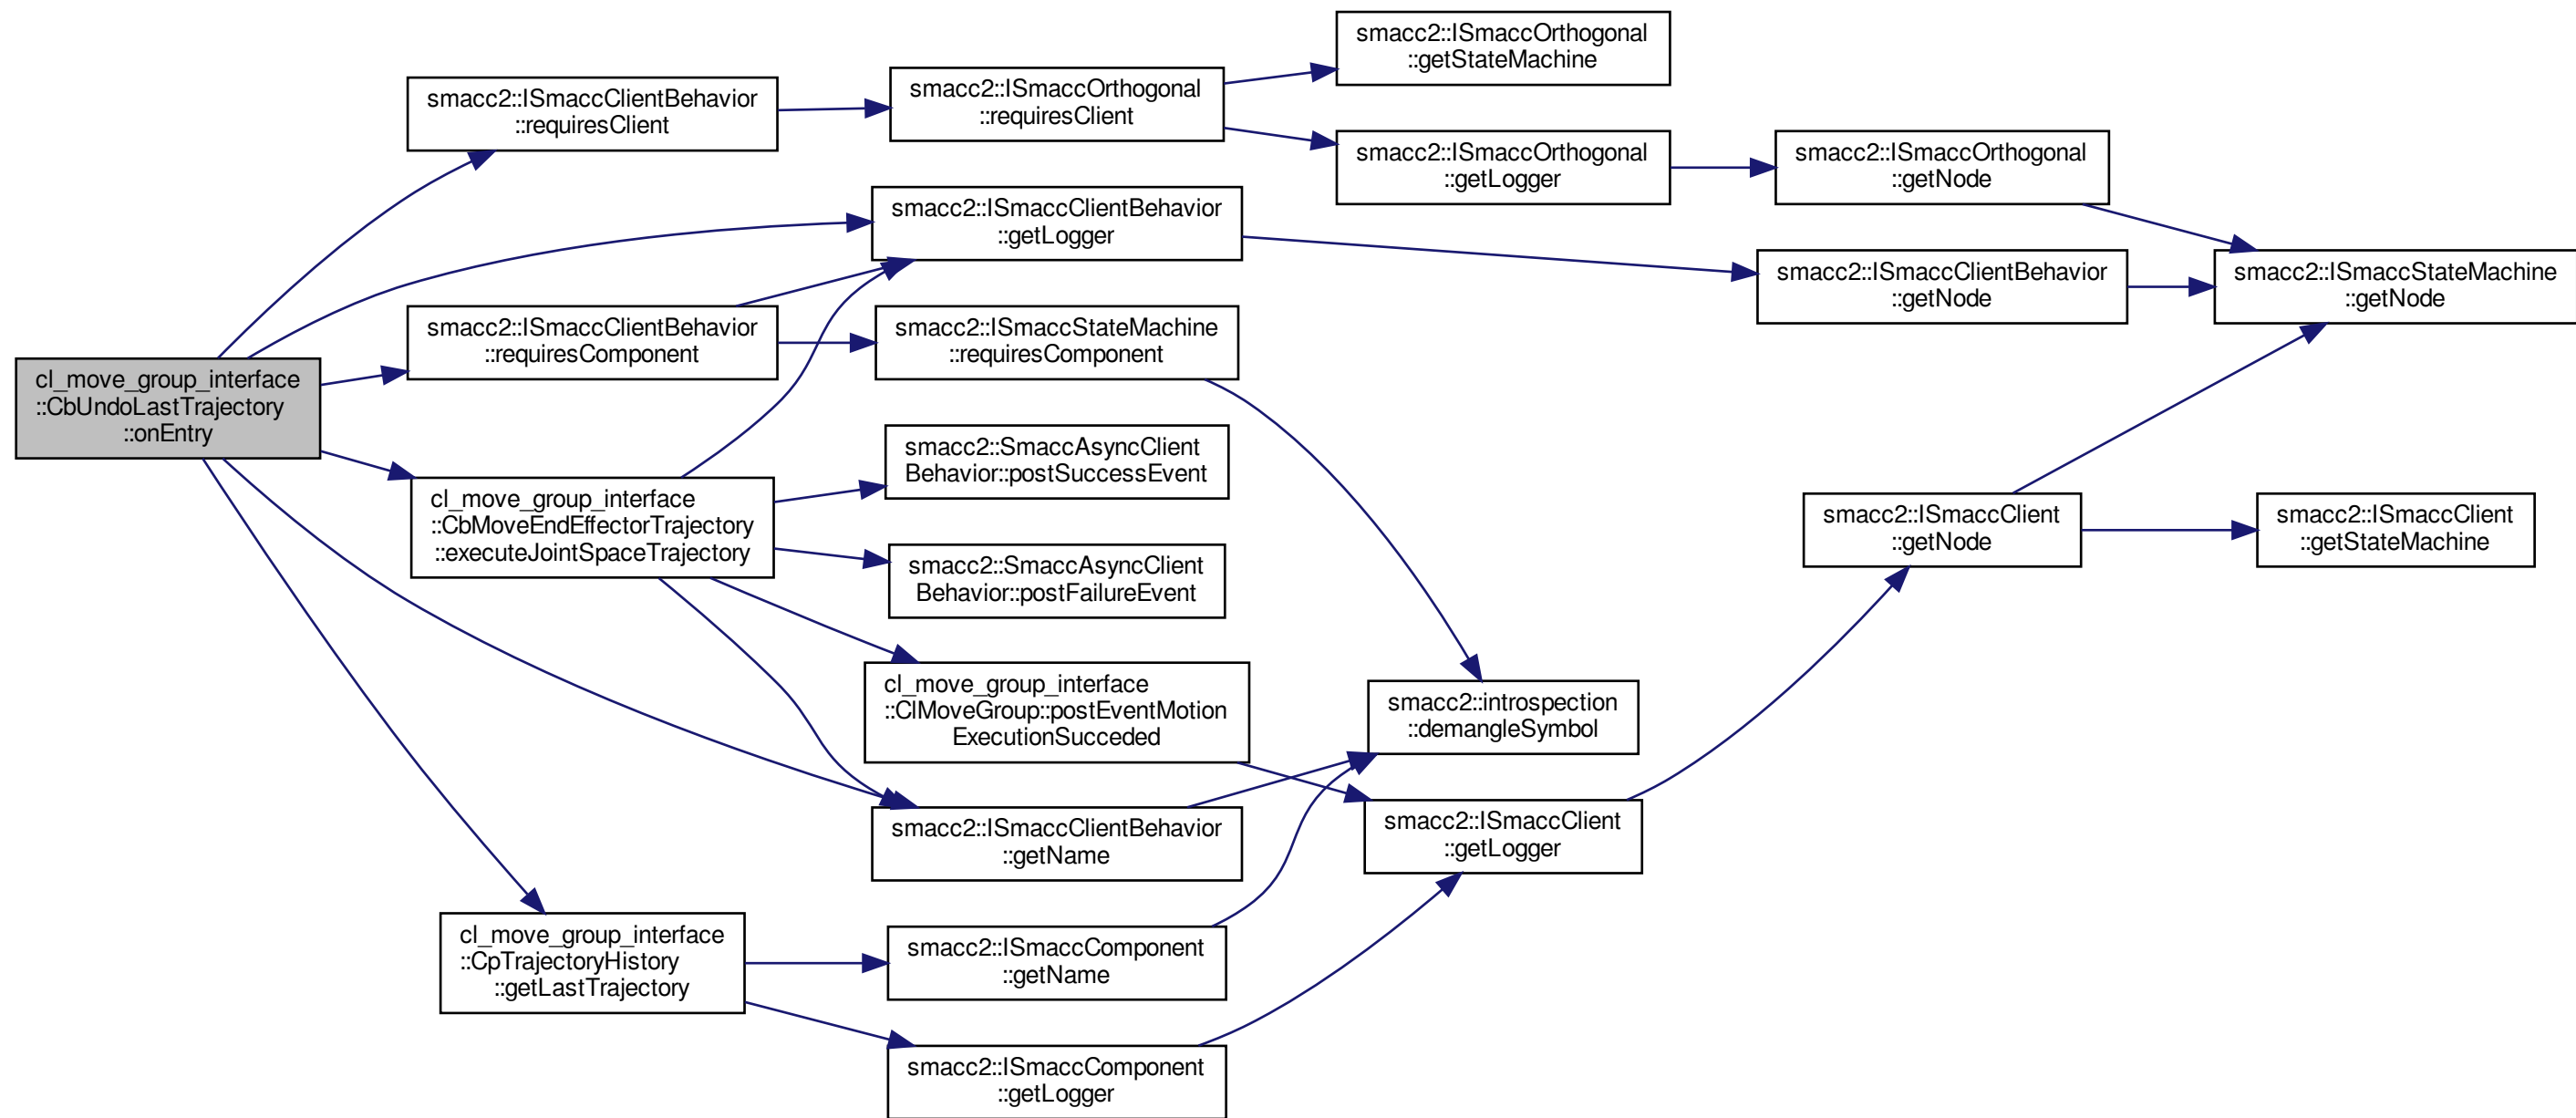 smacc2::ISmaccOrthogonal
::getStateMachine
smacc2::ISmaccClientBehavior
::requiresClient
smacc2::ISmaccOrthogonal
::requiresClient
smacc2::ISmaccOrthogonal
::getLogger
smacc2::ISmaccOrthogonal
::getNode
smacc2::ISmaccClientBehavior
::getLogger
smacc2::ISmaccClientBehavior
::getNode
smacc2::ISmaccStateMachine
::getNode
smacc2::ISmaccClientBehavior
::requiresComponent
smacc2::ISmaccStateMachine
::requiresComponent
cl_move_group_interface
::CbUndoLastTrajectory
::onEntry
smacc2::SmaccAsyncClient
Behavior::postSuccessEvent
cl_move_group_interface
::CbMoveEndEffectorTrajectory
::executeJointSpaceTrajectory
smacc2::ISmaccClient
::getNode
smacc2::ISmaccClient
::getStateMachine
smacc2::SmaccAsyncClient
Behavior::postFailureEvent
cl_move_group_interface
::ClMoveGroup::postEventMotion
ExecutionSucceded
smacc2::introspection
::demangleSymbol
smacc2::ISmaccClientBehavior
::getName
smacc2::ISmaccClient
::getLogger
cl_move_group_interface
::CpTrajectoryHistory
::getLastTrajectory
smacc2::ISmaccComponent
::getName
smacc2::ISmaccComponent
::getLogger